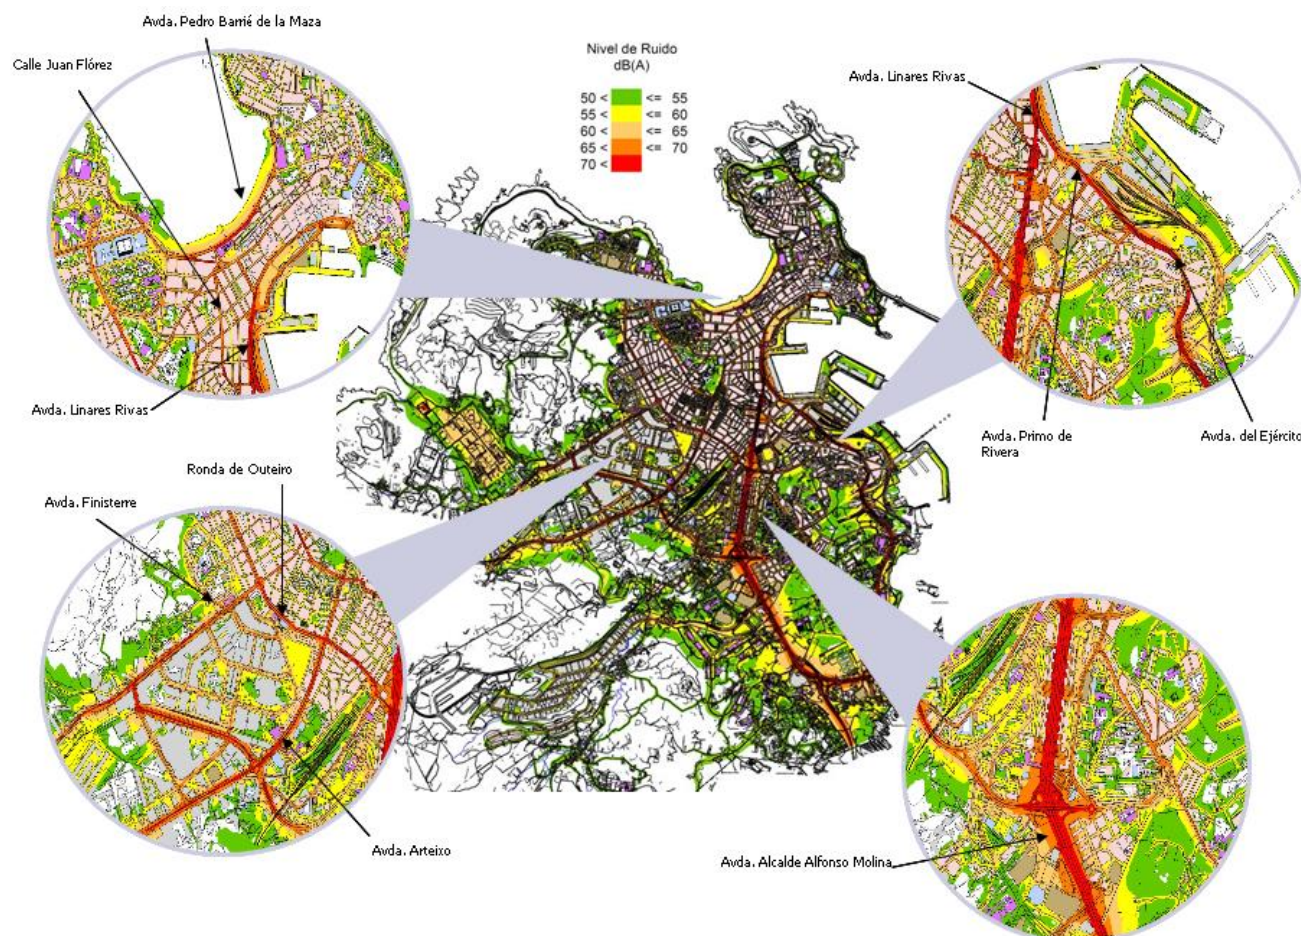 Avda. Pedro Barrié de la Maza
Calle Juan Flórez
Avda. Linares Rivas
Nivel de Ruido
dB(A)
50 < <= 55
55 < <= 60
60 < <= 65
65 < <= 70
70 <
Avda. Linares Rivas
Avda. Primo de
Rivera
Avda. del Ejército
Ronda de Outeiro
Avda. Finisterre
Avda. Arteixo
Avda. Alcalde Alfonso Molina